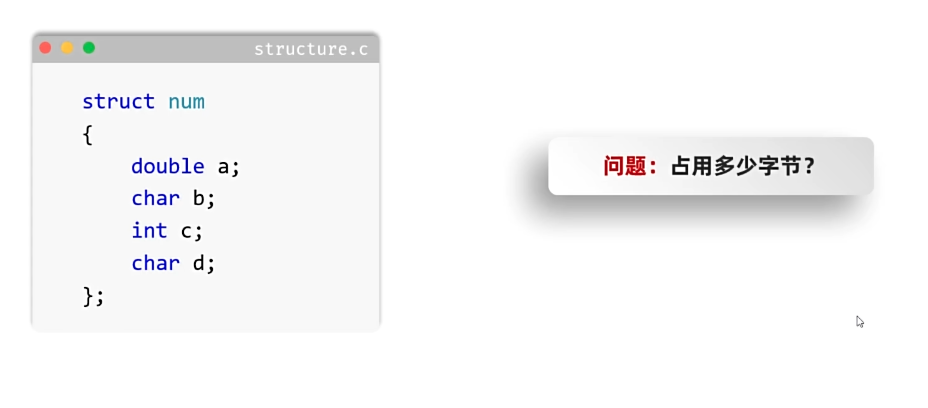 structure.c
struct num
{
    double a;
    char b;
    int c;
    char d;
};
问题：占用多少字节？